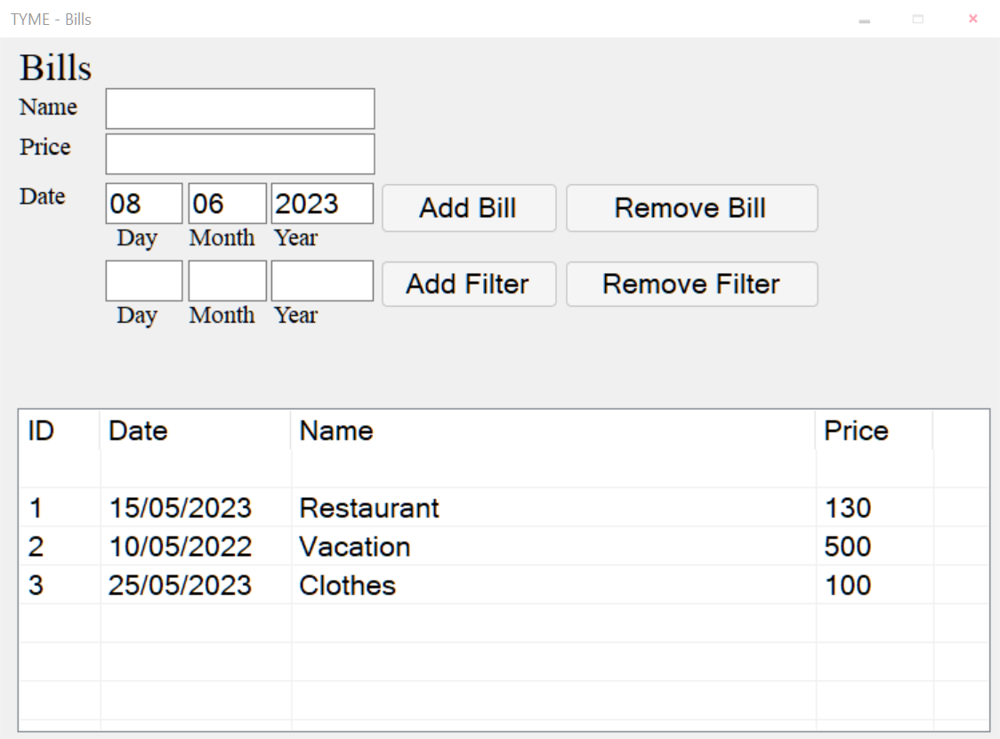 TYME - Bills
Bills
Name
Price
Date 08 06 2023 Add Bill Remove Bill
Day Month Year
Add Filter Remove Filter
Day Month Year
ID Date Name Price
1 15/05/2023 Restaurant 130
2 10/05/2022 Vacation 500
3 25/05/2023 Clothes 100